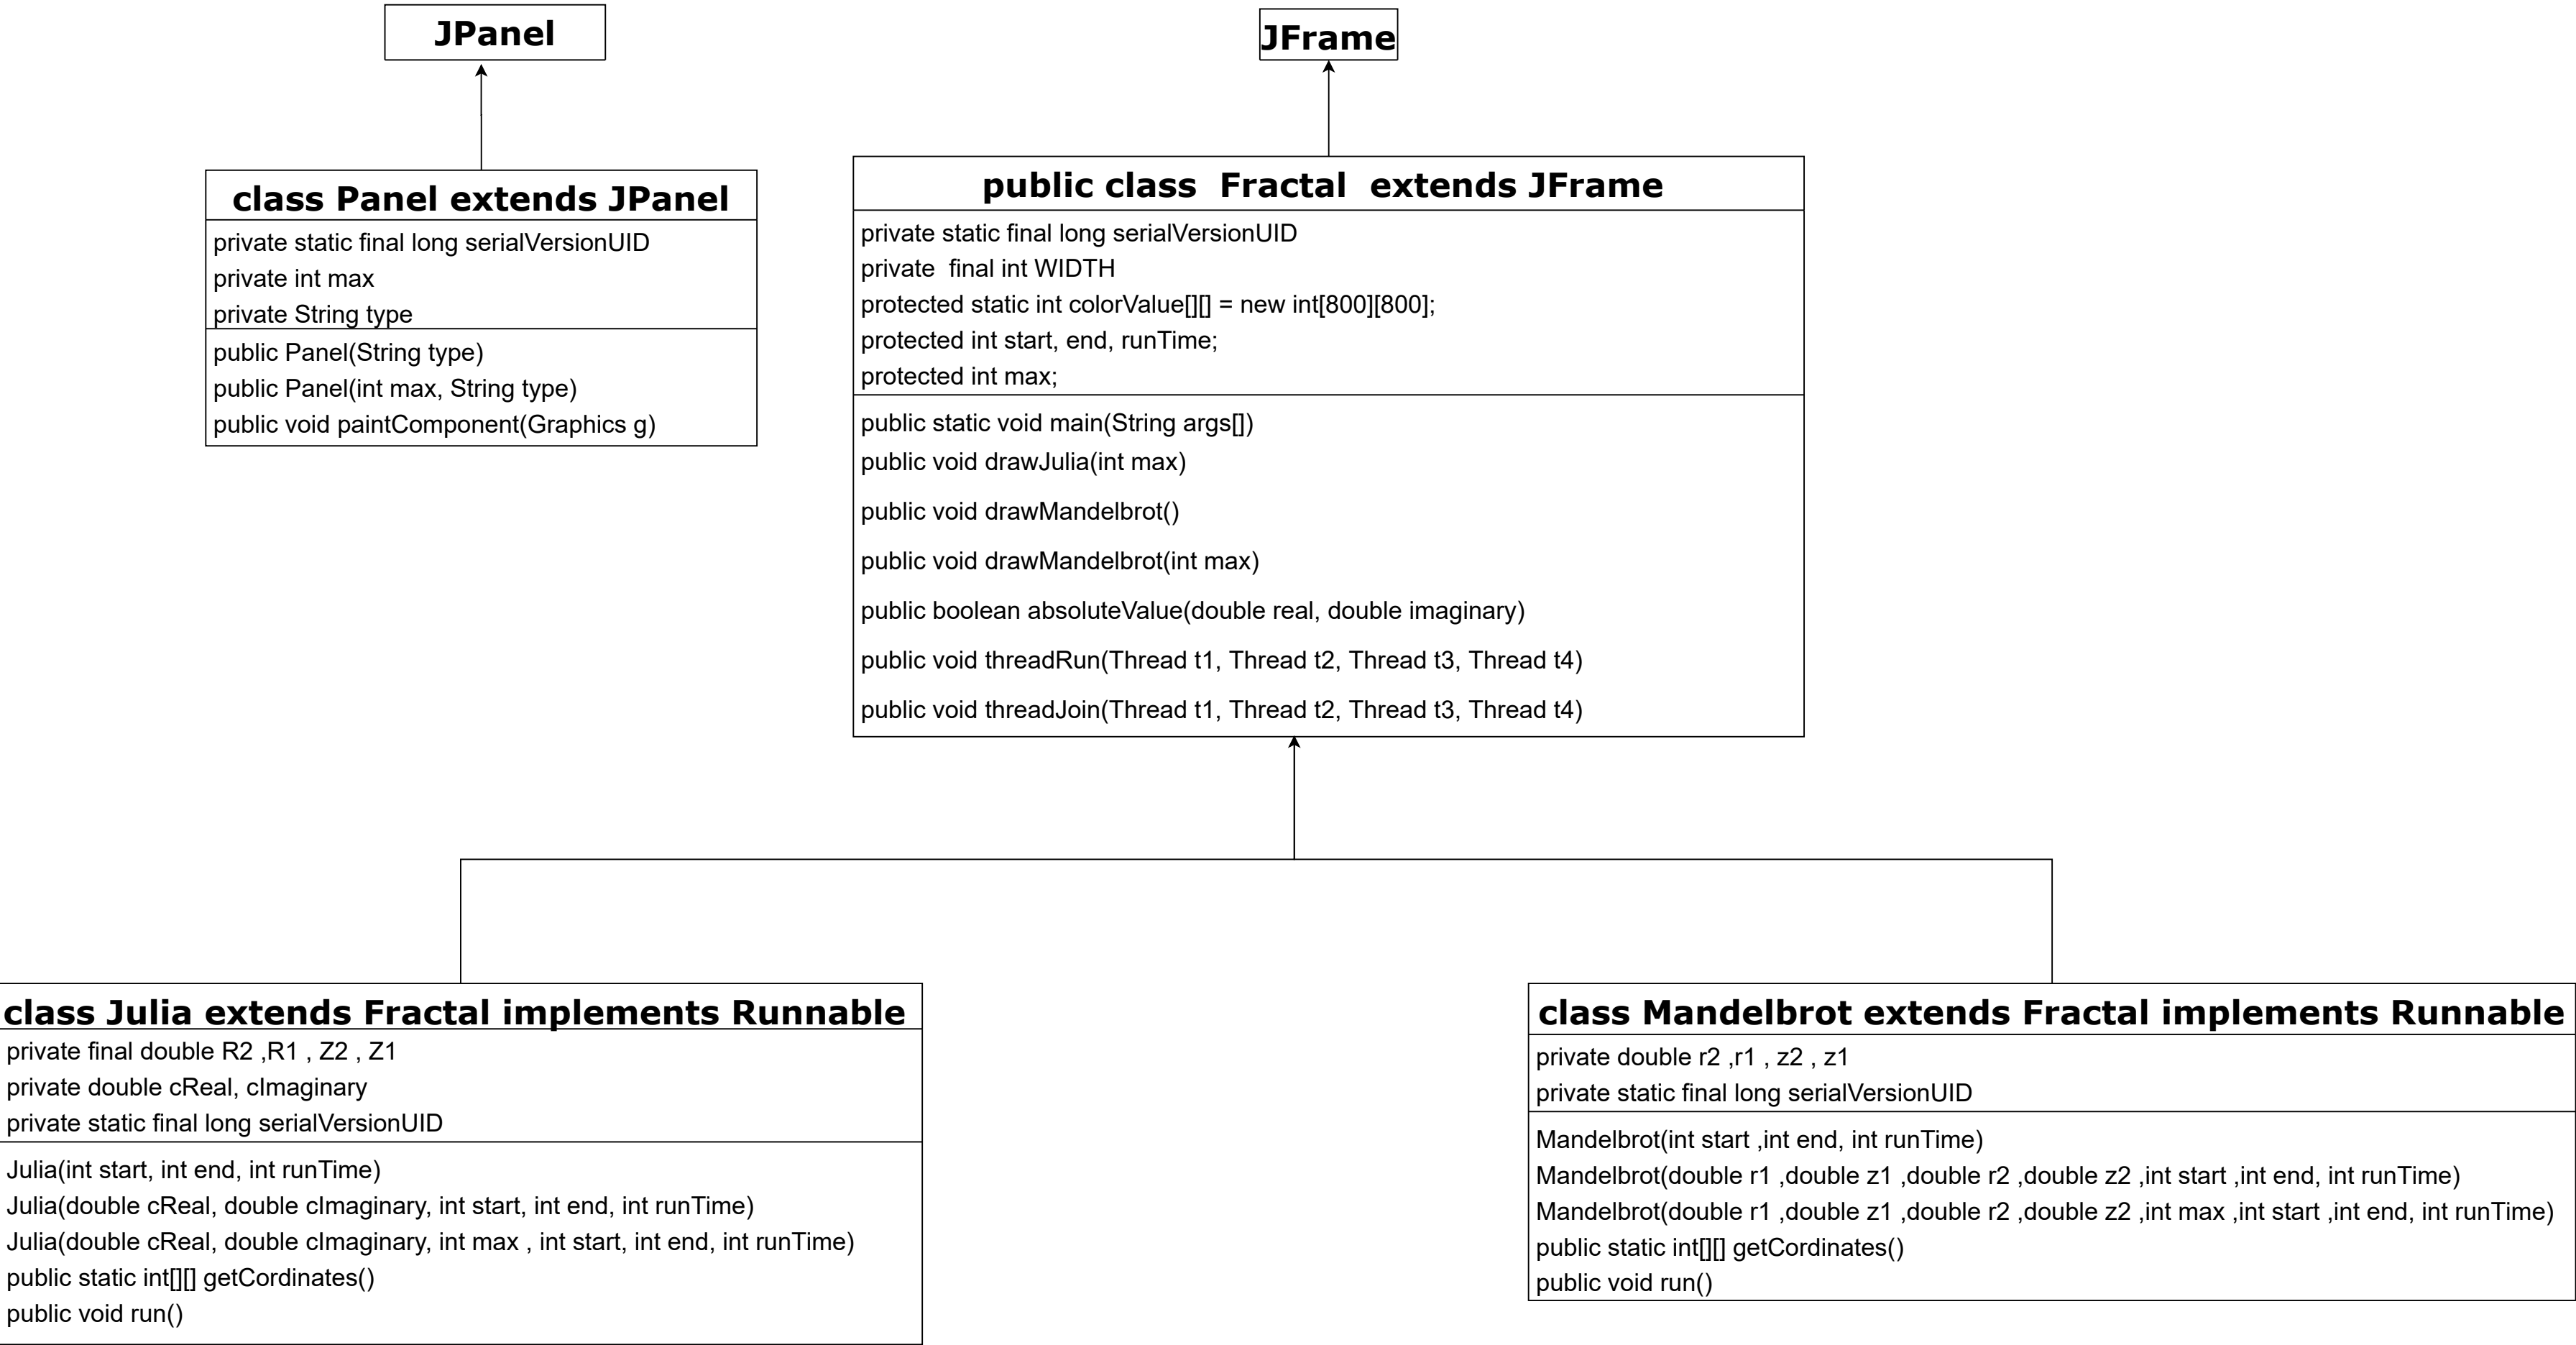 JPanel
JFrame
class Panel extends JPanel
private static final long serialVersionUID
private int max
private String type
public Panel(String type)
public Panel(int max, String type)
public void paintComponent(Graphics g)
public class  Fractal  extends JFrame
private static final long serialVersionUID
private  final int WIDTH
protected static int colorValue[][] = new int[800][800];
protected int start, end, runTime;
protected int max;
public static void main(String args[])
public void drawJulia(int max)
public void drawMandelbrot()
public void drawMandelbrot(int max)
public boolean absoluteValue(double real, double imaginary)
public void threadRun(Thread t1, Thread t2, Thread t3, Thread t4)
public void threadJoin(Thread t1, Thread t2, Thread t3, Thread t4)
class Julia extends Fractal implements Runnable
private final double R2 ,R1 , Z2 , Z1
private double cReal, cImaginary
private static final long serialVersionUID
Julia(int start, int end, int runTime)
Julia(double cReal, double cImaginary, int start, int end, int runTime)
Julia(double cReal, double cImaginary, int max , int start, int end, int runTime)
public static int[][] getCordinates()
public void run()
class Mandelbrot extends Fractal implements Runnable
private double r2 ,r1 , z2 , z1
private static final long serialVersionUID
Mandelbrot(int start ,int end, int runTime)
Mandelbrot(double r1 ,double z1 ,double r2 ,double z2 ,int start ,int end, int runTime)
Mandelbrot(double r1 ,double z1 ,double r2 ,double z2 ,int max ,int start ,int end, int runTime)
public static int[][] getCordinates()
public void run()